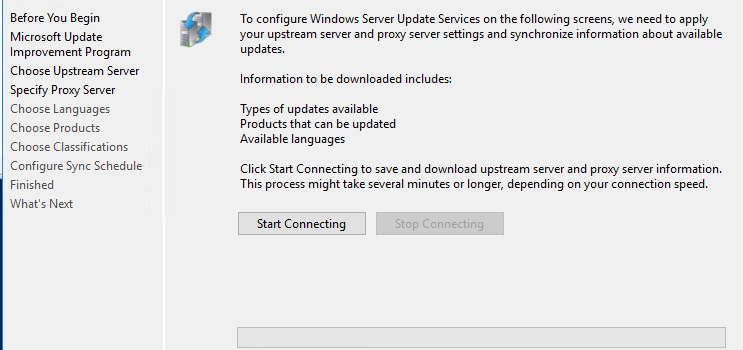 Before You Begin
Microsoft Update
Improvement Program
Choose Upstream Server
Specify Proxy Server
Choose Languages
Choose Products
Choose Classifications
Configure Sync Schedule
Finished
What's Next
To configure Windows Server Update Services on the following screens, we need to apply
your upstream server and proxy server settings and synchronize information about available
updates.
Information to be downloaded includes:
Types of updates available
Products that can be updated
Available languages
Click Start Connecting to save and download upstream server and proxy server information.
This process might take several minutes or longer, depending on your connection speed.
Start Connecting
Stop Connecting